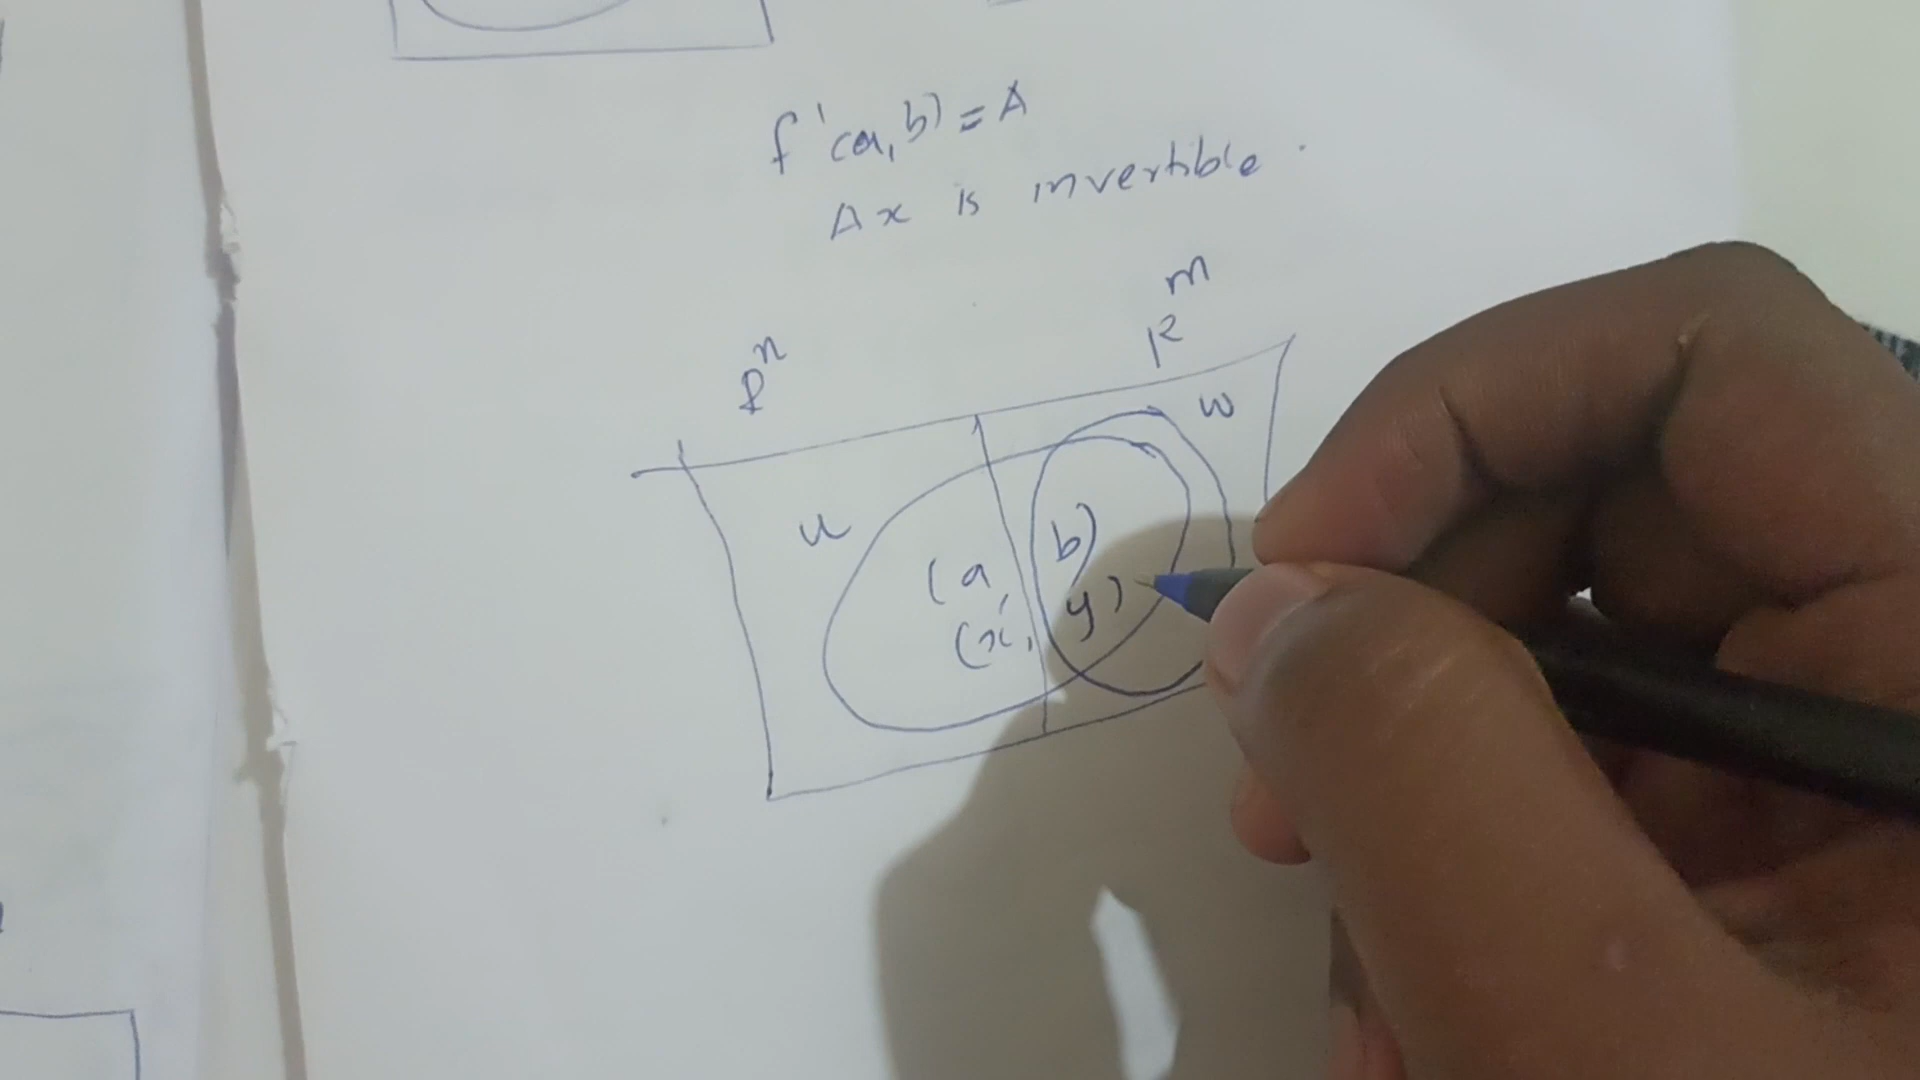 f'(a, b) = A
Ax is invertible.
R^n
R^m
u
w
(a, b)
(x, y)